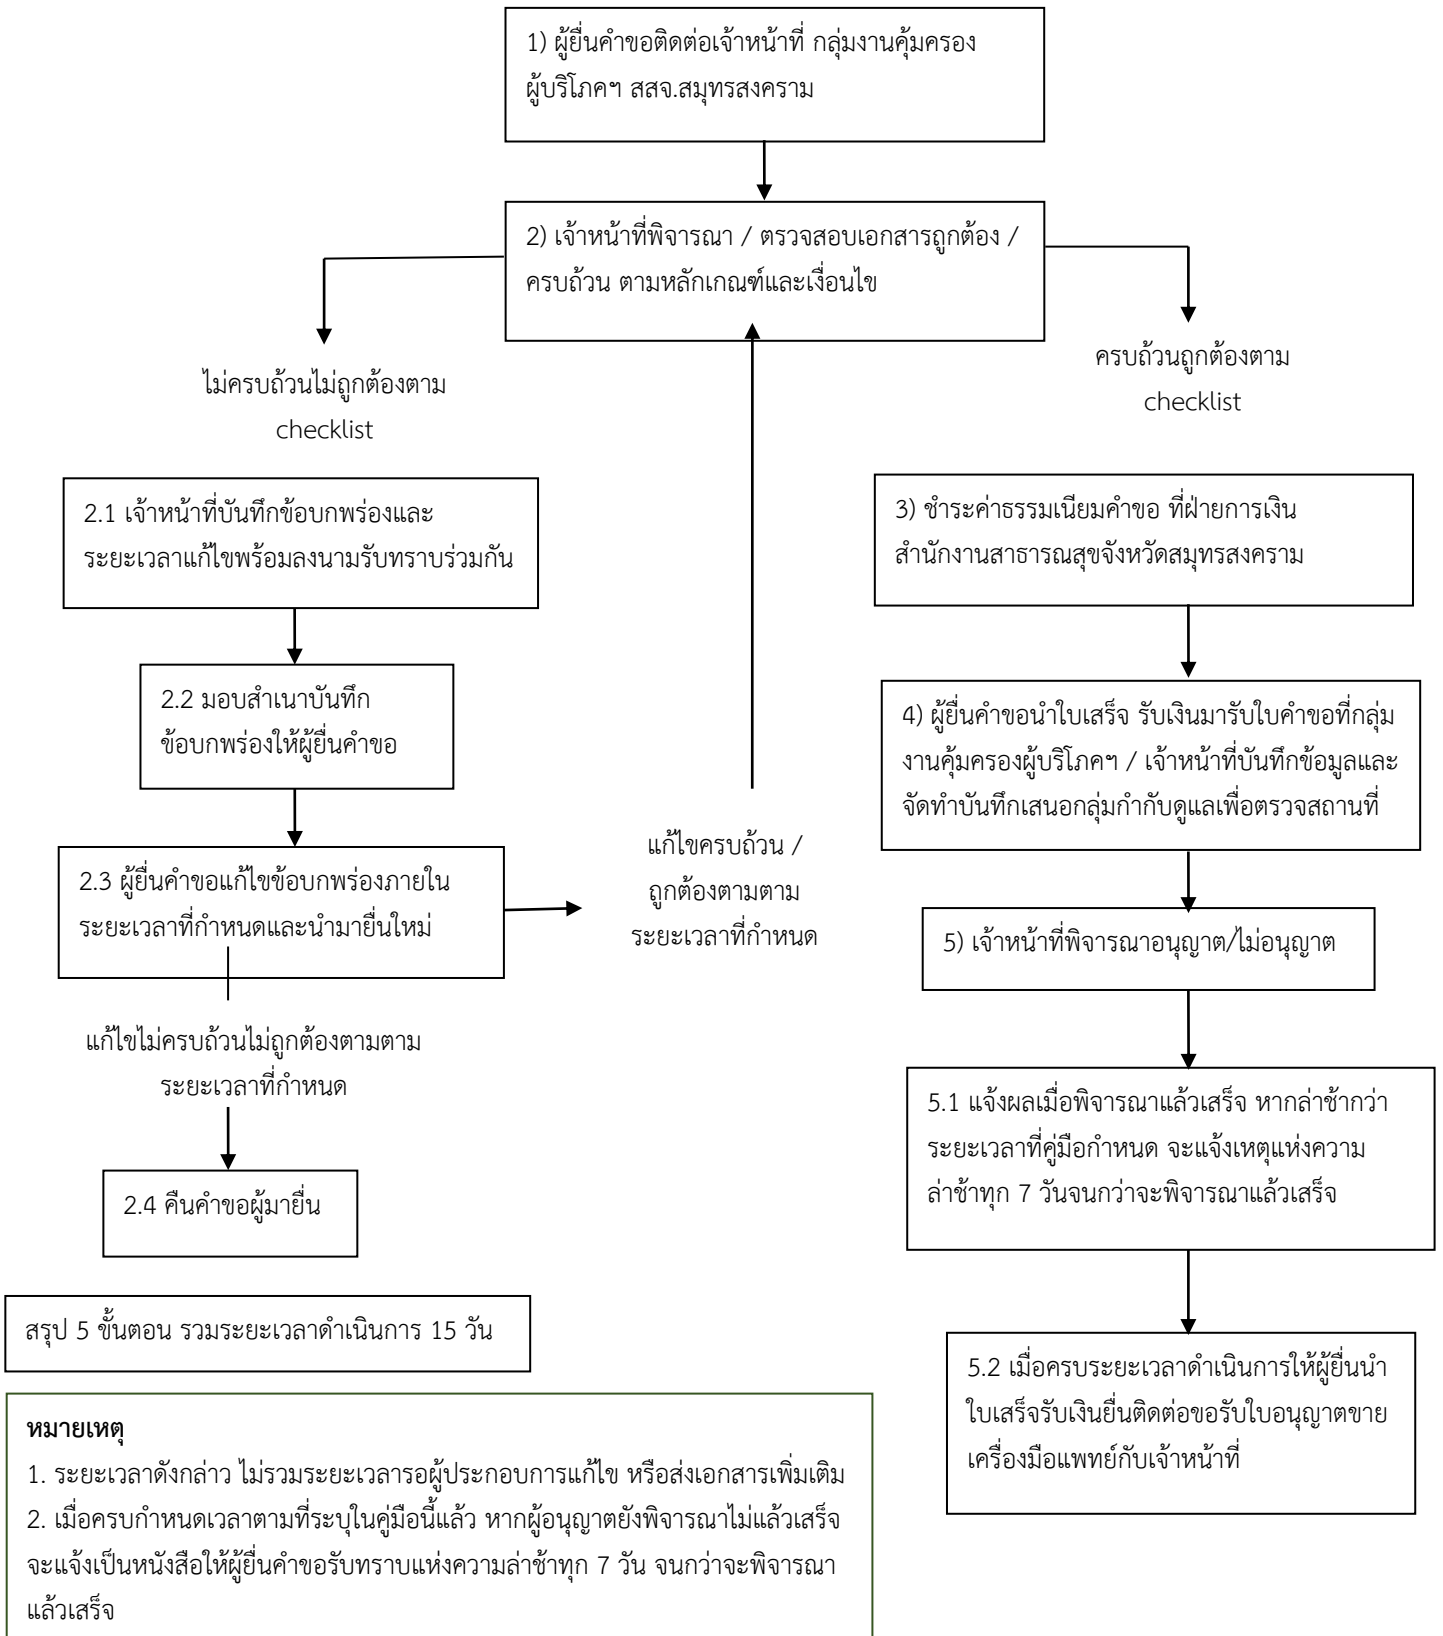 1) ผู้ยื่นคำขอติดต่อเจ้าหน้าที่ กลุ่มงานคุ้มครอง
ผู้บริโภคฯ สสจ.สมุทรสงคราม
2) เจ้าหน้าที่พิจารณา / ตรวจสอบเอกสารถูกต้อง /
ครบถ้วน ตามหลักเกณฑ์และเงื่อนไข
ไม่ครบถ้วนไม่ถูกต้องตาม
checklist
ครบถ้วนถูกต้องตาม
checklist
2.1 เจ้าหน้าที่บันทึกข้อบกพร่องและ
ระยะเวลาแก้ไขพร้อมลงนามรับทราบร่วมกัน
2.2 มอบสำเนาบันทึก
ข้อบกพร่องให้ผู้ยื่นคำขอ
2.3 ผู้ยื่นคำขอแก้ไขข้อบกพร่องภายใน
ระยะเวลาที่กำหนดและนำมายื่นใหม่
แก้ไขครบถ้วน /
ถูกต้องตามตาม
ระยะเวลาที่กำหนด
แก้ไขไม่ครบถ้วนไม่ถูกต้องตามตาม
ระยะเวลาที่กำหนด
2.4 คืนคำขอผู้มายื่น
3) ชำระค่าธรรมเนียมคำขอ ที่ฝ่ายการเงิน
สำนักงานสาธารณสุขจังหวัดสมุทรสงคราม
4) ผู้ยื่นคำขอนำใบเสร็จ รับเงินมารับใบคำขอที่กลุ่ม
งานคุ้มครองผู้บริโภคฯ / เจ้าหน้าที่บันทึกข้อมูลและ
จัดทำบันทึกเสนอกลุ่มกำกับดูแลเพื่อตรวจสถานที่
5) เจ้าหน้าที่พิจารณาอนุญาต/ไม่อนุญาต
5.1 แจ้งผลเมื่อพิจารณาแล้วเสร็จ หากล่าช้ากว่า
ระยะเวลาที่คู่มือกำหนด จะแจ้งเหตุแห่งความ
ล่าช้าทุก 7 วันจนกว่าจะพิจารณาแล้วเสร็จ
5.2 เมื่อครบระยะเวลาดำเนินการให้ผู้ยื่นนำ
ใบเสร็จรับเงินยื่นติดต่อขอรับใบอนุญาตขาย
เครื่องมือแพทย์กับเจ้าหน้าที่
สรุป 5 ขั้นตอน รวมระยะเวลาดำเนินการ 15 วัน
หมายเหตุ
1. ระยะเวลาดังกล่าว ไม่รวมระยะเวลารอผู้ประกอบการแก้ไข หรือส่งเอกสารเพิ่มเติม
2. เมื่อครบกำหนดเวลาตามที่ระบุในคู่มือนี้แล้ว หากผู้อนุญาตยังพิจารณาไม่แล้วเสร็จ
จะแจ้งเป็นหนังสือให้ผู้ยื่นคำขอรับทราบแห่งความล่าช้าทุก 7 วัน จนกว่าจะพิจารณา
แล้วเสร็จ